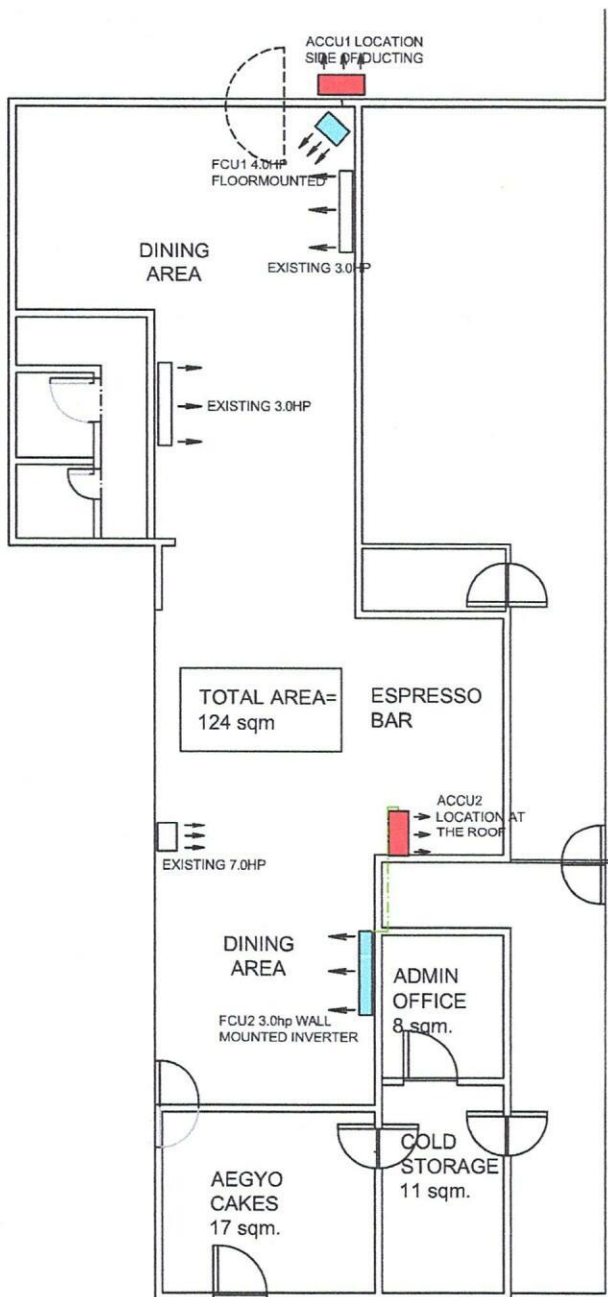 ACCU1 LOCATION
SIDE OF DUCTING
FCU1 4.0HP
FLOORMOUNTED
DINING
AREA
EXISTING 3.0HP
EXISTING 3.0HP
TOTAL AREA=
124 sqm
ESPRESSO
BAR
ACCU2
LOCATION AT
THE ROOF
EXISTING 7.0HP
DINING
AREA
ADMIN
OFFICE
8 sqm.
FCU2 3.0hp WALL
MOUNTED INVERTER
COLD
STORAGE
11 sqm.
AEGYO
CAKES
17 sqm.